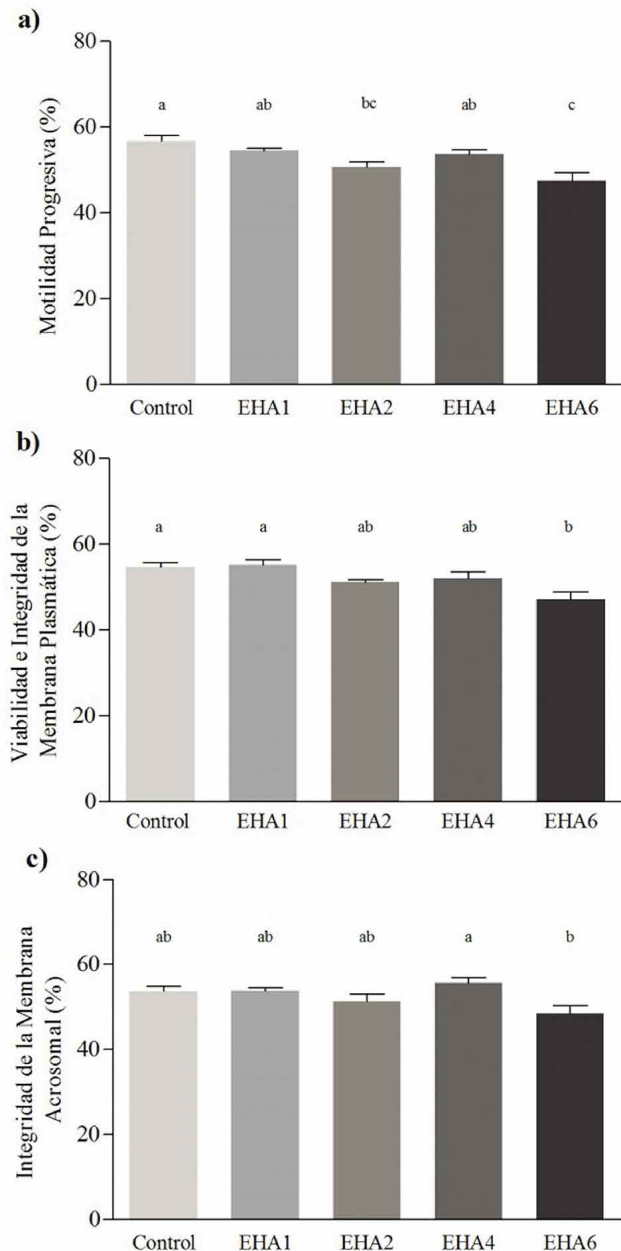 a)
80
60
40
20
0
Motilidad Progresiva (%)
a ab bc ab c
Control EHA1 EHA2 EHA4 EHA6
b)
80
60
40
20
0
Viabilidad e Integridad de la
Membrana Plasmática (%)
a a ab ab b
Control EHA1 EHA2 EHA4 EHA6
c)
80
60
40
20
0
Integridad de la Membrana
Acrosomal (%)
ab ab ab a b
Control EHA1 EHA2 EHA4 EHA6